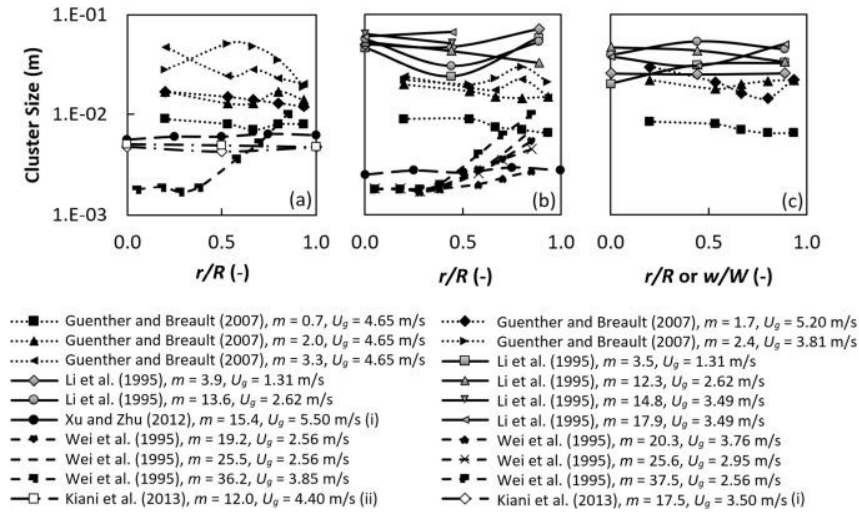 1.E-01
1.E-02
1.E-03
Cluster Size (m)
(a)
(b)
(c)
0.0 0.5 1.0
0.0 0.5 1.0
0.0 0.5 1.0
r/R (-)
r/R (-)
r/R or w/W (-)
Guenther and Breault (2007), m = 0.7, Ug = 4.65 m/s
Guenther and Breault (2007), m = 2.0, Ug = 4.65 m/s
Guenther and Breault (2007), m = 3.3, Ug = 4.65 m/s
Li et al. (1995), m = 3.9, Ug = 1.31 m/s
Li et al. (1995), m = 13.6, Ug = 2.62 m/s
Xu and Zhu (2012), m = 15.4, Ug = 5.50 m/s (i)
Wei et al. (1995), m = 19.2, Ug = 2.56 m/s
Wei et al. (1995), m = 25.5, Ug = 2.56 m/s
Wei et al. (1995), m = 36.2, Ug = 3.85 m/s
Kiani et al. (2013), m = 12.0, Ug = 4.40 m/s (ii)
Guenther and Breault (2007), m = 1.7, Ug = 5.20 m/s
Guenther and Breault (2007), m = 2.4, Ug = 3.81 m/s
Li et al. (1995), m = 3.5, Ug = 1.31 m/s
Li et al. (1995), m = 12.3, Ug = 2.62 m/s
Li et al. (1995), m = 14.8, Ug = 3.49 m/s
Li et al. (1995), m = 17.9, Ug = 3.49 m/s
Wei et al. (1995), m = 20.3, Ug = 3.76 m/s
Wei et al. (1995), m = 25.6, Ug = 2.95 m/s
Wei et al. (1995), m = 37.5, Ug = 2.56 m/s
Kiani et al. (2013), m = 17.5, Ug = 3.50 m/s (i)